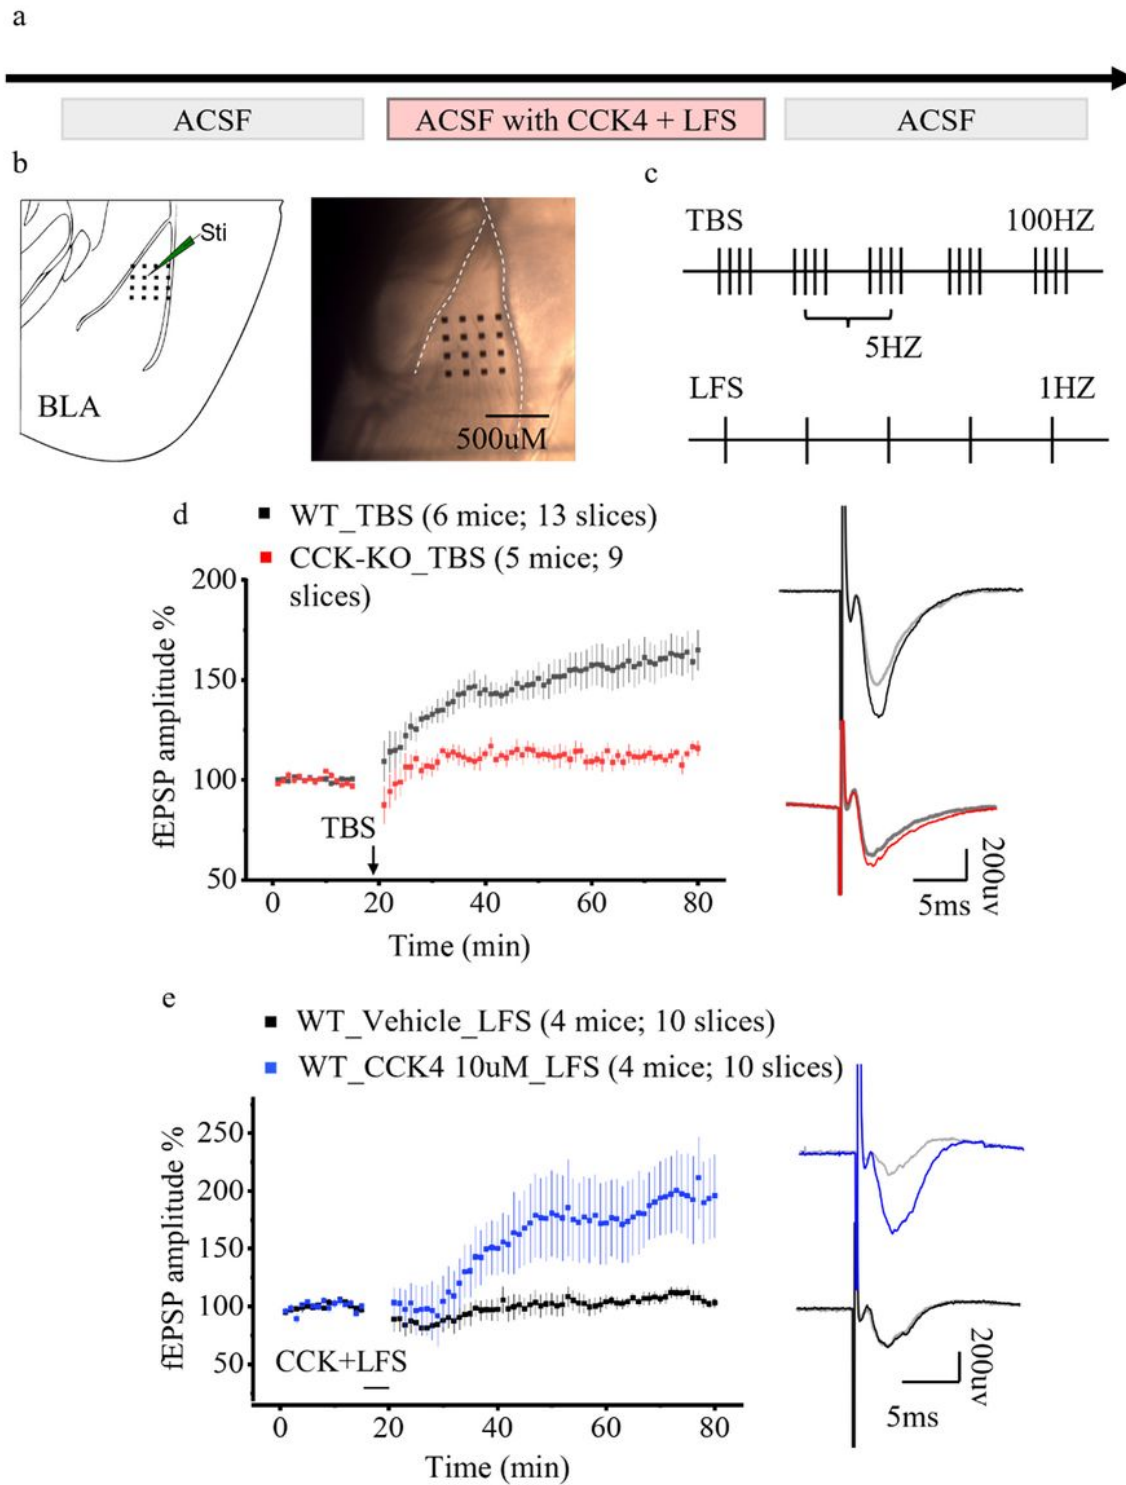 a
ACSF
ACSF with CCK4 + LFS
ACSF
b
Sti
BLA
500uM
c
TBS
100HZ
5HZ
LFS
1HZ
d
WT_TBS (6 mice; 13 slices)
CCK-KO_TBS (5 mice; 9
slices)
fEPSP amplitude %
200
150
100
50
TBS
0
20
40
60
80
Time (min)
200uv
5ms
e
WT_Vehicle_LFS (4 mice; 10 slices)
WT_CCK4 10uM_LFS (4 mice; 10 slices)
fEPSP amplitude %
250
200
150
100
50
CCK+LFS
0
20
40
60
80
Time (min)
200uv
5ms